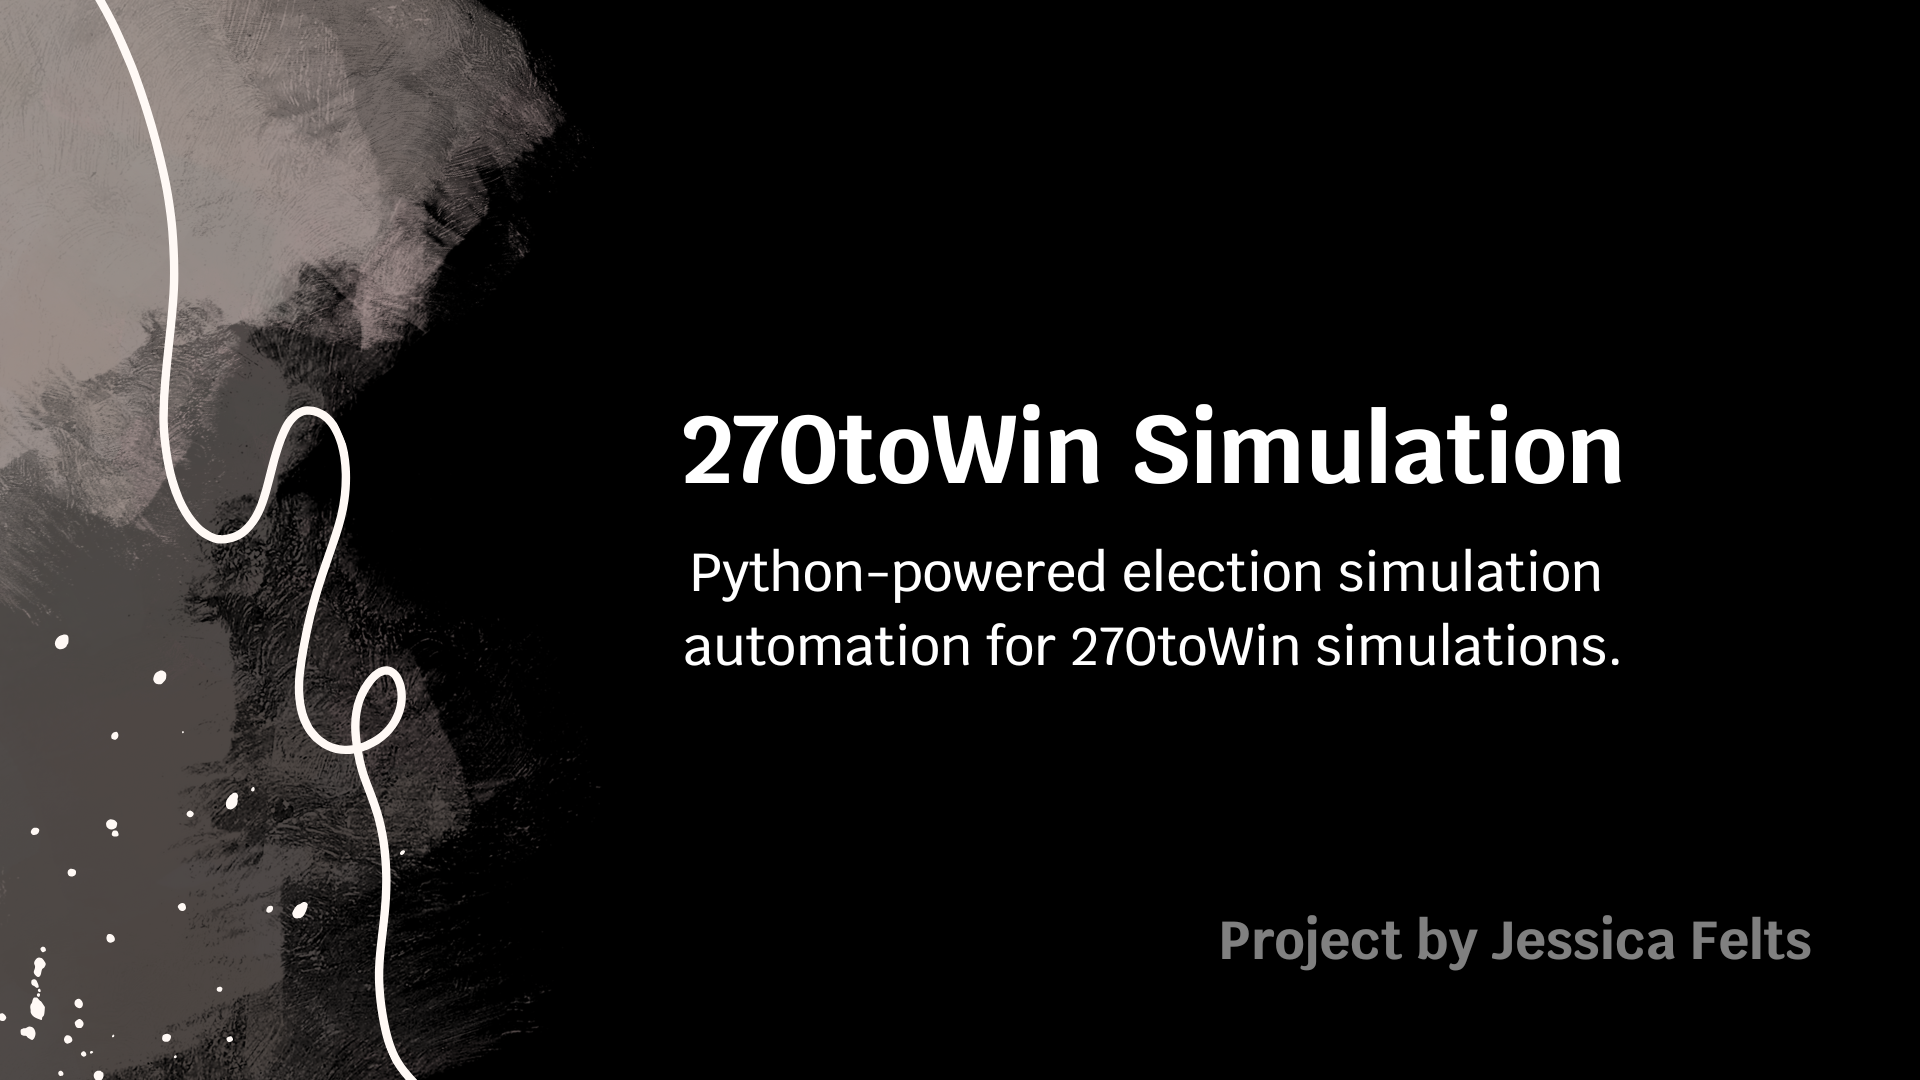 270toWin Simulation
Python-powered election simulation
automation for 270toWin simulations.
Project by Jessica Felts